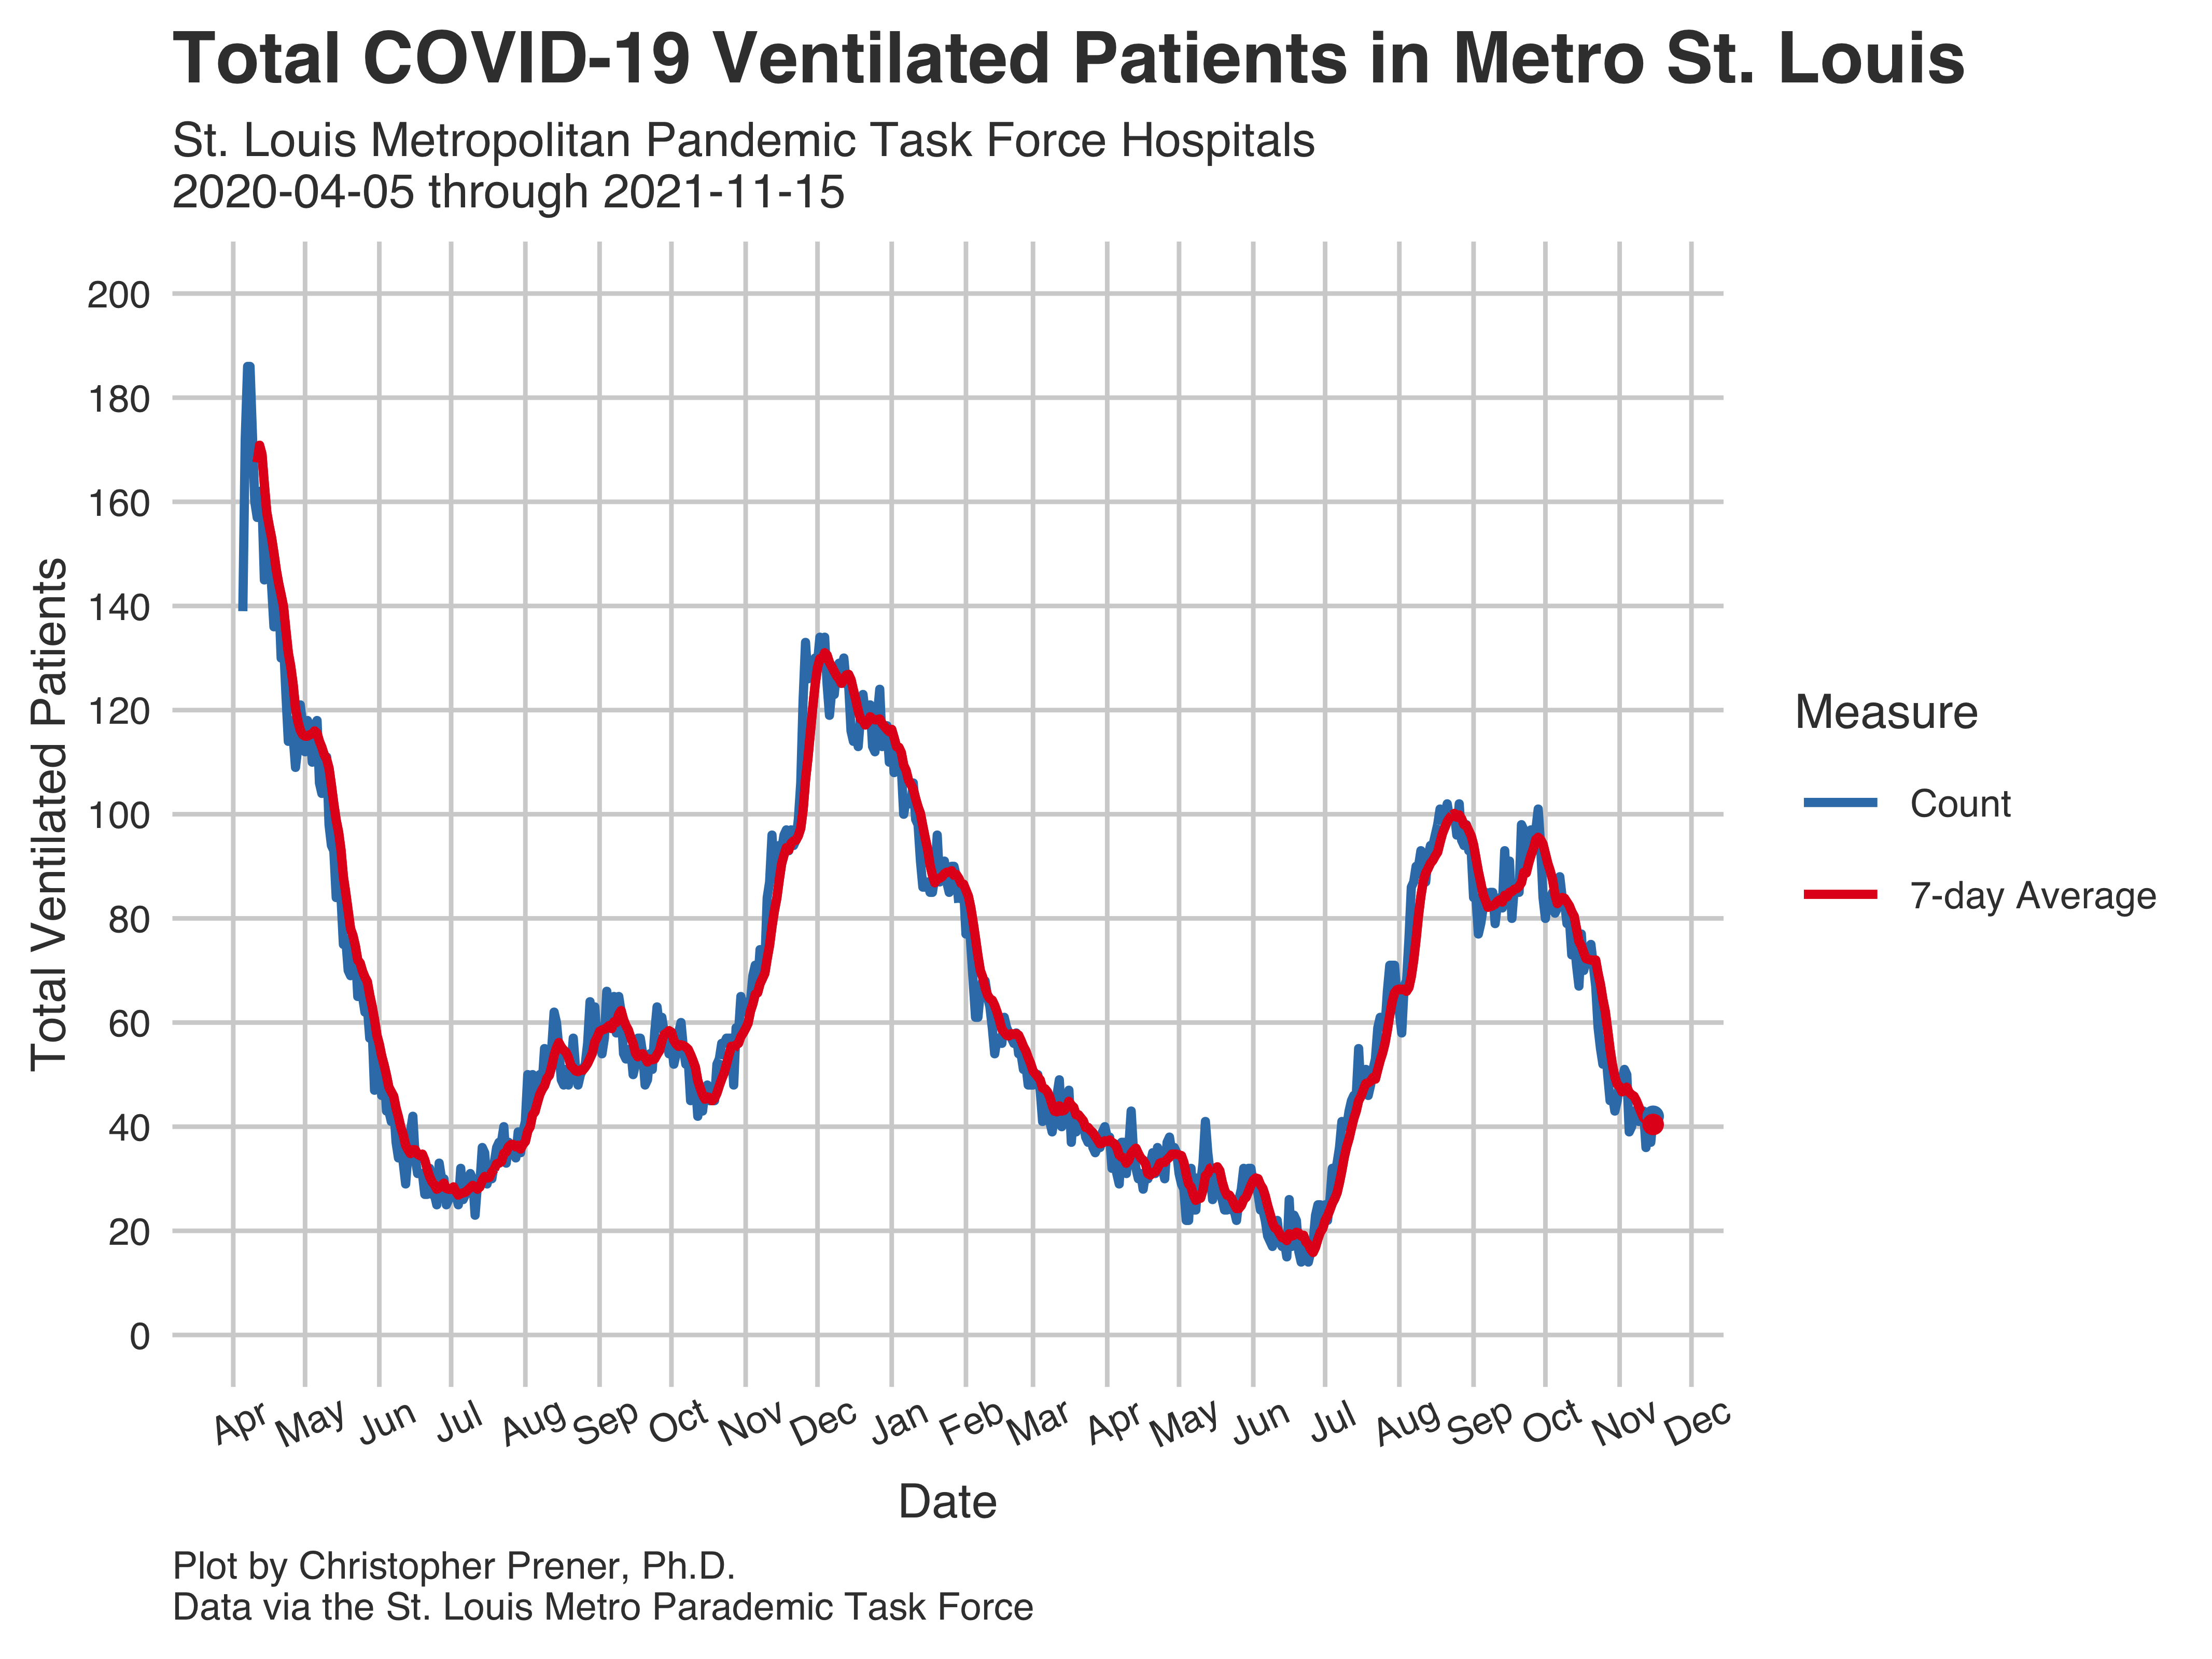 Total COVID-19 Ventilated Patients in Metro St. Louis
St. Louis Metropolitan Pandemic Task Force Hospitals
2020-04-05 through 2021-11-15
Total Ventilated Patients
200
180
160
140
120
100
80
60
40
20
0
Apr May Jun Jul Aug Sep Oct Nov Dec Jan Feb Mar Apr May Jun Jul Aug Sep Oct Nov Dec
Date
Measure
Count
7-day Average
Plot by Christopher Prener, Ph.D.
Data via the St. Louis Metro Parademic Task Force